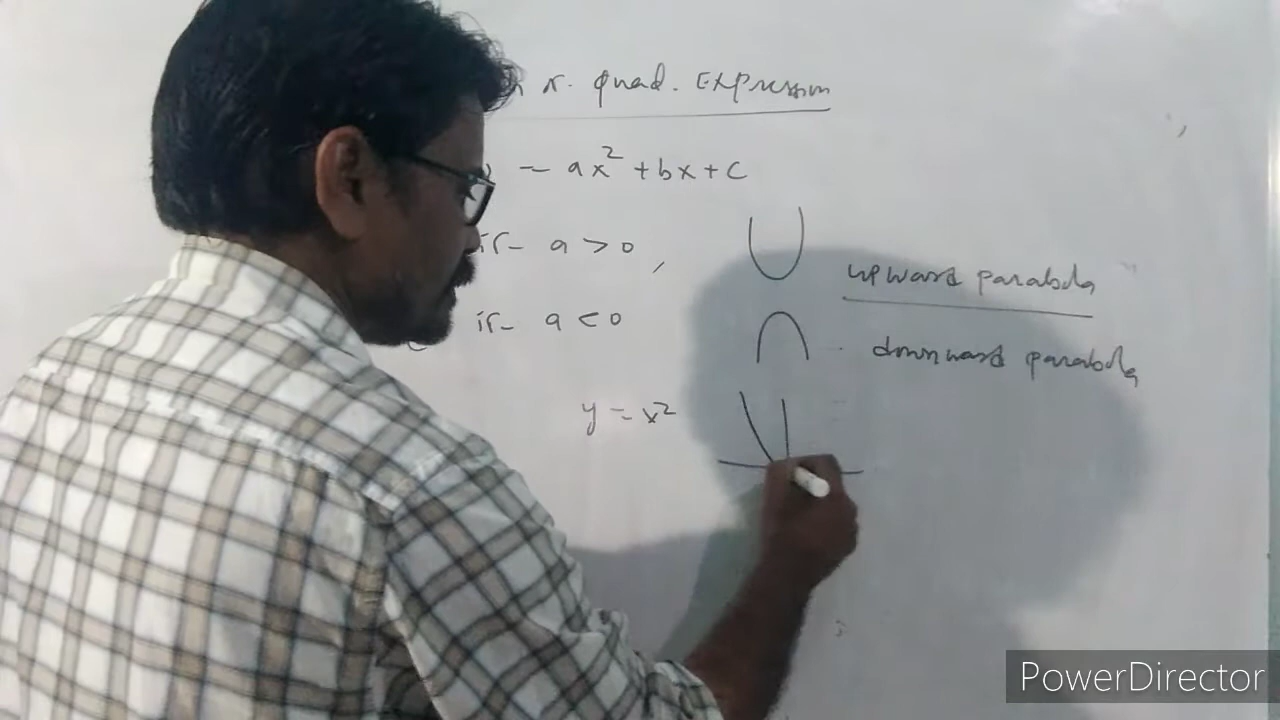 r. quad. Expression
= ax² + bx + c
if a > 0, upward parabola
if a < 0 downward parabola
y = x²
PowerDirector